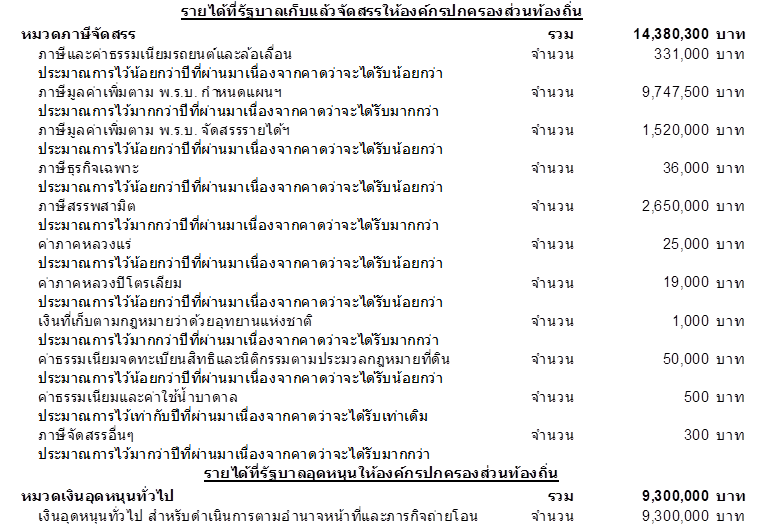 รายได้ที่รัฐบาลเก็บแล้วจัดสรรให้องค์กรปกครองส่วนท้องถิ่น
หมวดภาษีจัดสรร รวม 14,380,300 บาท
ภาษีและค่าธรรมเนียมรถยนต์และล้อเลื่อน จำนวน 331,000 บาท
ประมาณการไว้น้อยกว่าปีที่ผ่านมาเนื่องจากคาดว่าจะได้รับน้อยกว่า
ภาษีมูลค่าเพิ่มตาม พ.ร.บ. กำหนดแผนฯ จำนวน 9,747,500 บาท
ประมาณการไว้มากกว่าปีที่ผ่านมาเนื่องจากคาดว่าจะได้รับมากกว่า
ภาษีมูลค่าเพิ่มตาม พ.ร.บ. จัดสรรรายได้ฯ จำนวน 1,520,000 บาท
ประมาณการไว้น้อยกว่าปีที่ผ่านมาเนื่องจากคาดว่าจะได้รับน้อยกว่า
ภาษีธุรกิจเฉพาะ จำนวน 36,000 บาท
ประมาณการไว้น้อยกว่าปีที่ผ่านมาเนื่องจากคาดว่าจะได้รับน้อยกว่า
ภาษีสรรพสามิต จำนวน 2,650,000 บาท
ประมาณการไว้มากกว่าปีที่ผ่านมาเนื่องจากคาดว่าจะได้รับมากกว่า
ค่าภาคหลวงแร่ จำนวน 25,000 บาท
ประมาณการไว้น้อยกว่าปีที่ผ่านมาเนื่องจากคาดว่าจะได้รับน้อยกว่า
ค่าภาคหลวงปิโตรเลียม จำนวน 19,000 บาท
ประมาณการไว้น้อยกว่าปีที่ผ่านมาเนื่องจากคาดว่าจะได้รับน้อยกว่า
เงินที่เก็บตามกฎหมายว่าด้วยอุทยานแห่งชาติ จำนวน 1,000 บาท
ประมาณการไว้มากกว่าปีที่ผ่านมาเนื่องจากคาดว่าจะได้รับมากกว่า
ค่าธรรมเนียมจดทะเบียนสิทธิและนิติกรรมตามประมวลกฎหมายที่ดิน จำนวน 50,000 บาท
ประมาณการไว้น้อยกว่าปีที่ผ่านมาเนื่องจากคาดว่าจะได้รับน้อยกว่า
ค่าธรรมเนียมและค่าใช้น้ำบาดาล จำนวน 500 บาท
ประมาณการไว้เท่ากับปีที่ผ่านมาเนื่องจากคาดว่าจะได้รับเท่าเดิม
ภาษีจัดสรรอื่นๆ จำนวน 300 บาท
ประมาณการไว้มากว่าปีที่ผ่านมาเนื่องจากคาดว่าจะได้รับมากกว่า
รายได้ที่รัฐบาลอุดหนุนให้องค์กรปกครองส่วนท้องถิ่น
หมวดเงินอุดหนุนทั่วไป รวม 9,300,000 บาท
เงินอุดหนุนทั่วไป สำหรับดำเนินการตามอำนาจหน้าที่และภารกิจถ่ายโอน จำนวน 9,300,000 บาท